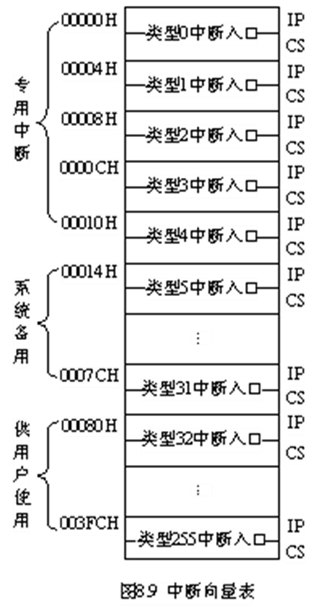 00000H 类型0中断入口 IP
CS
00004H 类型1中断入口 IP
CS
00008H 类型2中断入口 IP
CS
0000CH 类型3中断入口 IP
CS
00010H 类型4中断入口 IP
CS
专用中断
00014H 类型5中断入口 IP
CS
⋮
0007CH 类型31中断入口 IP
CS
系统备用
00080H 类型32中断入口 IP
CS
⋮
003FCH 类型255中断入口 IP
CS
供用户使用
图8.9 中断向量表